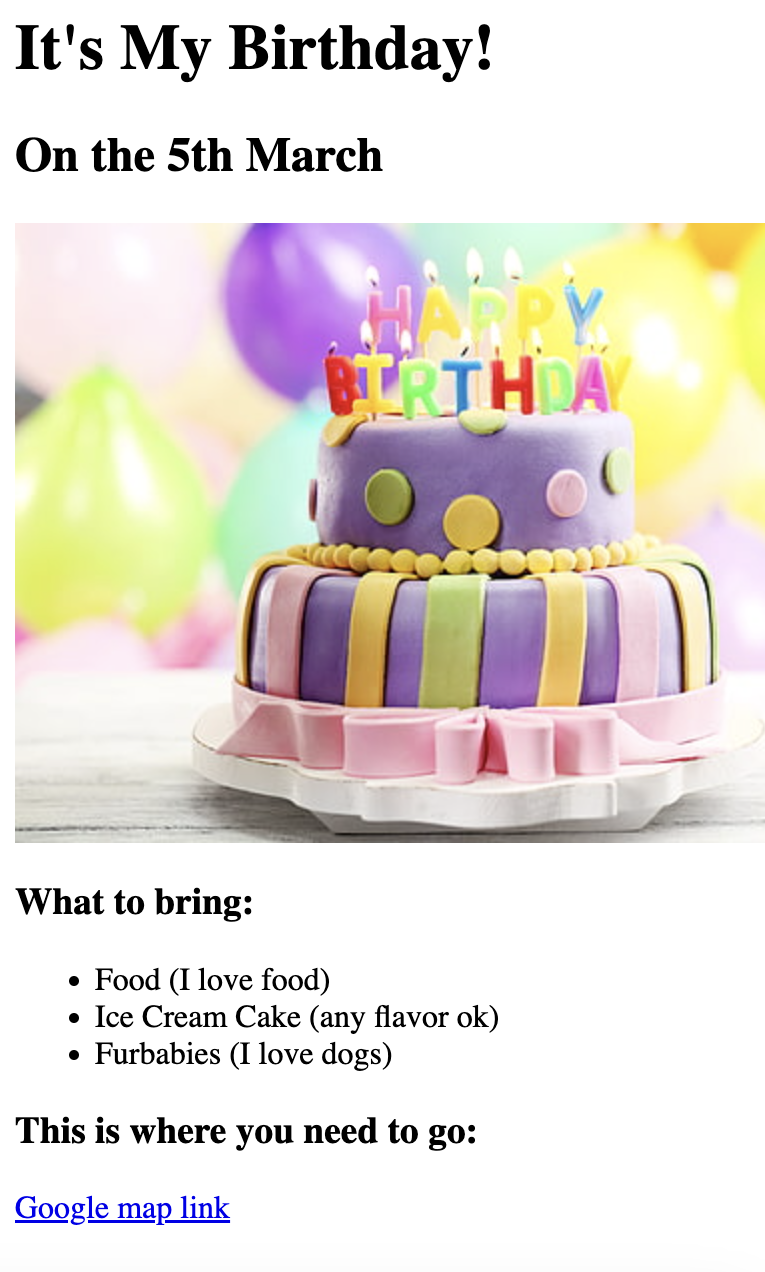 It's My Birthday!
On the 5th March
HAPPY
BIRTHDAY
What to bring:
Food (I love food)
Ice Cream Cake (any flavor ok)
Furbabies (I love dogs)
This is where you need to go:
Google map link